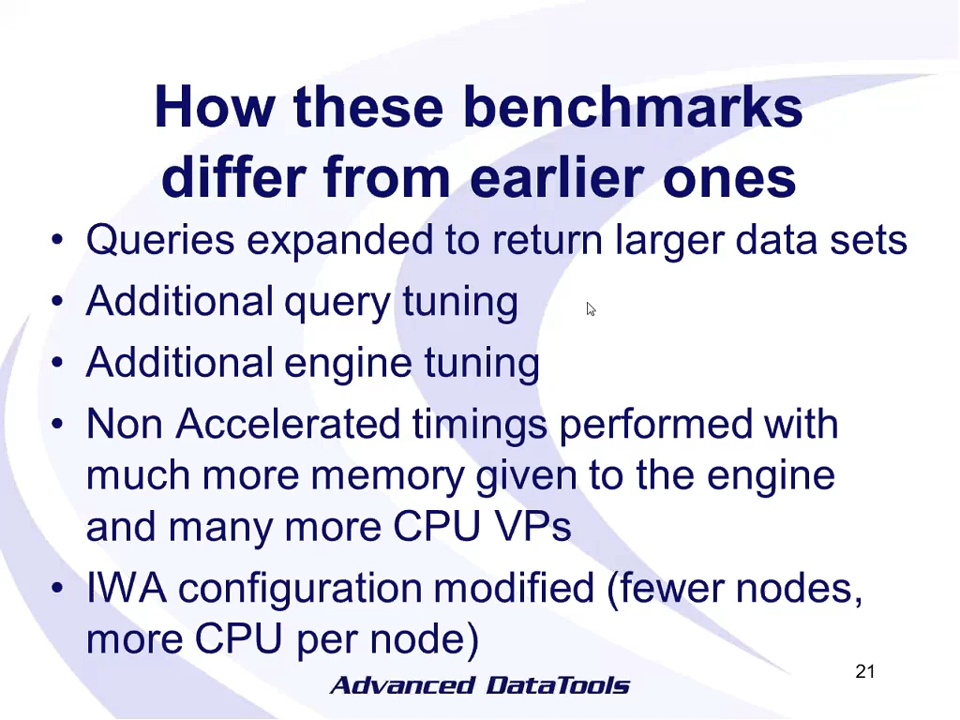 How these benchmarks
differ from earlier ones
• Queries expanded to return larger data sets
• Additional query tuning
• Additional engine tuning
• Non Accelerated timings performed with
much more memory given to the engine
and many more CPU VPs
• IWA configuration modified (fewer nodes,
more CPU per node)
Advanced DataTools
21